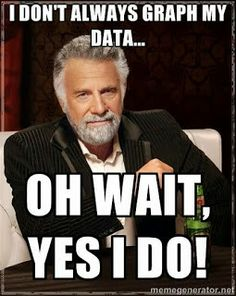 I DON'T ALWAYS GRAPH MY
DATA...
OH WAIT,
YES I DO!
memegenerator.net